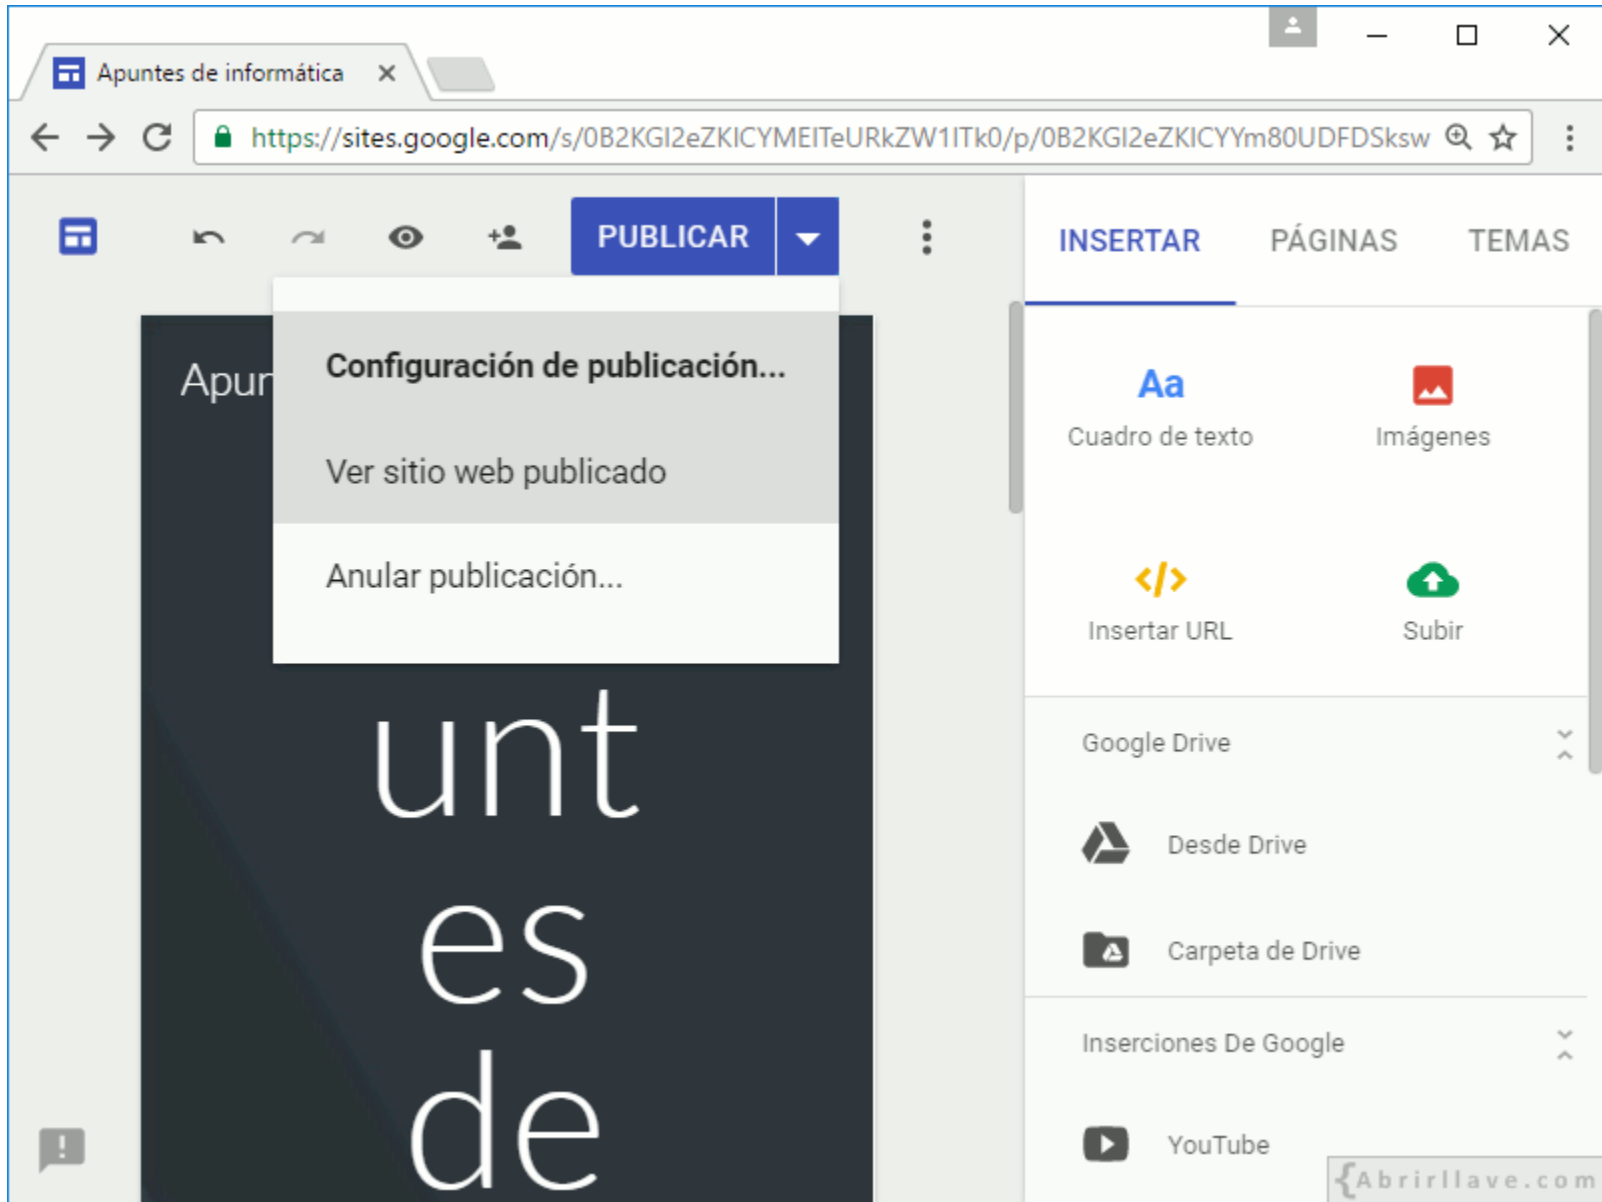 Apuntes de informática
https://sites.google.com/s/0B2KGl2eZKlCYMElTeURkZW1lTk0/p/0B2KGl2eZKlCYYm80UDFDSksw
PUBLICAR
INSERTAR PÁGINAS TEMAS
Apun
Configuración de publicación...
Ver sitio web publicado
Anular publicación...
unt
es
de
Aa
Cuadro de texto
Imágenes
</>
Insertar URL
Subir
Google Drive
Desde Drive
Carpeta de Drive
Inserciones De Google
YouTube
{Abrirllave.com